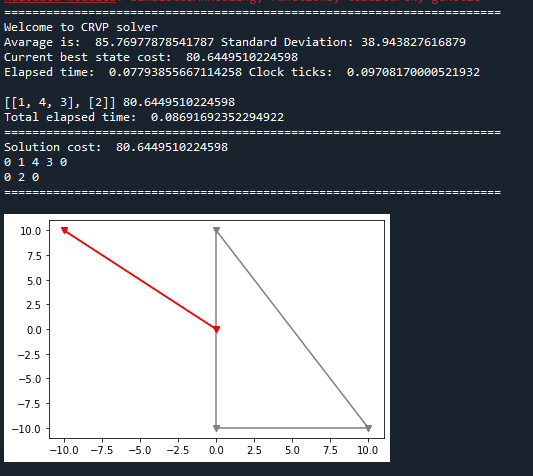 =======================================================================
Welcome to CRVP solver
Avarage is:  85.76977878541787 Standard Deviation: 38.943827616879
Current best state cost:  80.6449510224598
Elapsed time:  0.07793855667114258 Clock ticks:  0.09708170000521932
[[1, 4, 3], [2]] 80.6449510224598
Total elapsed time:  0.08691692352294922
=======================================================================
Solution cost:  80.6449510224598
0 1 4 3 0
0 2 0
=======================================================================
10.0
7.5
5.0
2.5
0.0
−2.5
−5.0
−7.5
−10.0
−10.0 −7.5 −5.0 −2.5 0.0 2.5 5.0 7.5 10.0